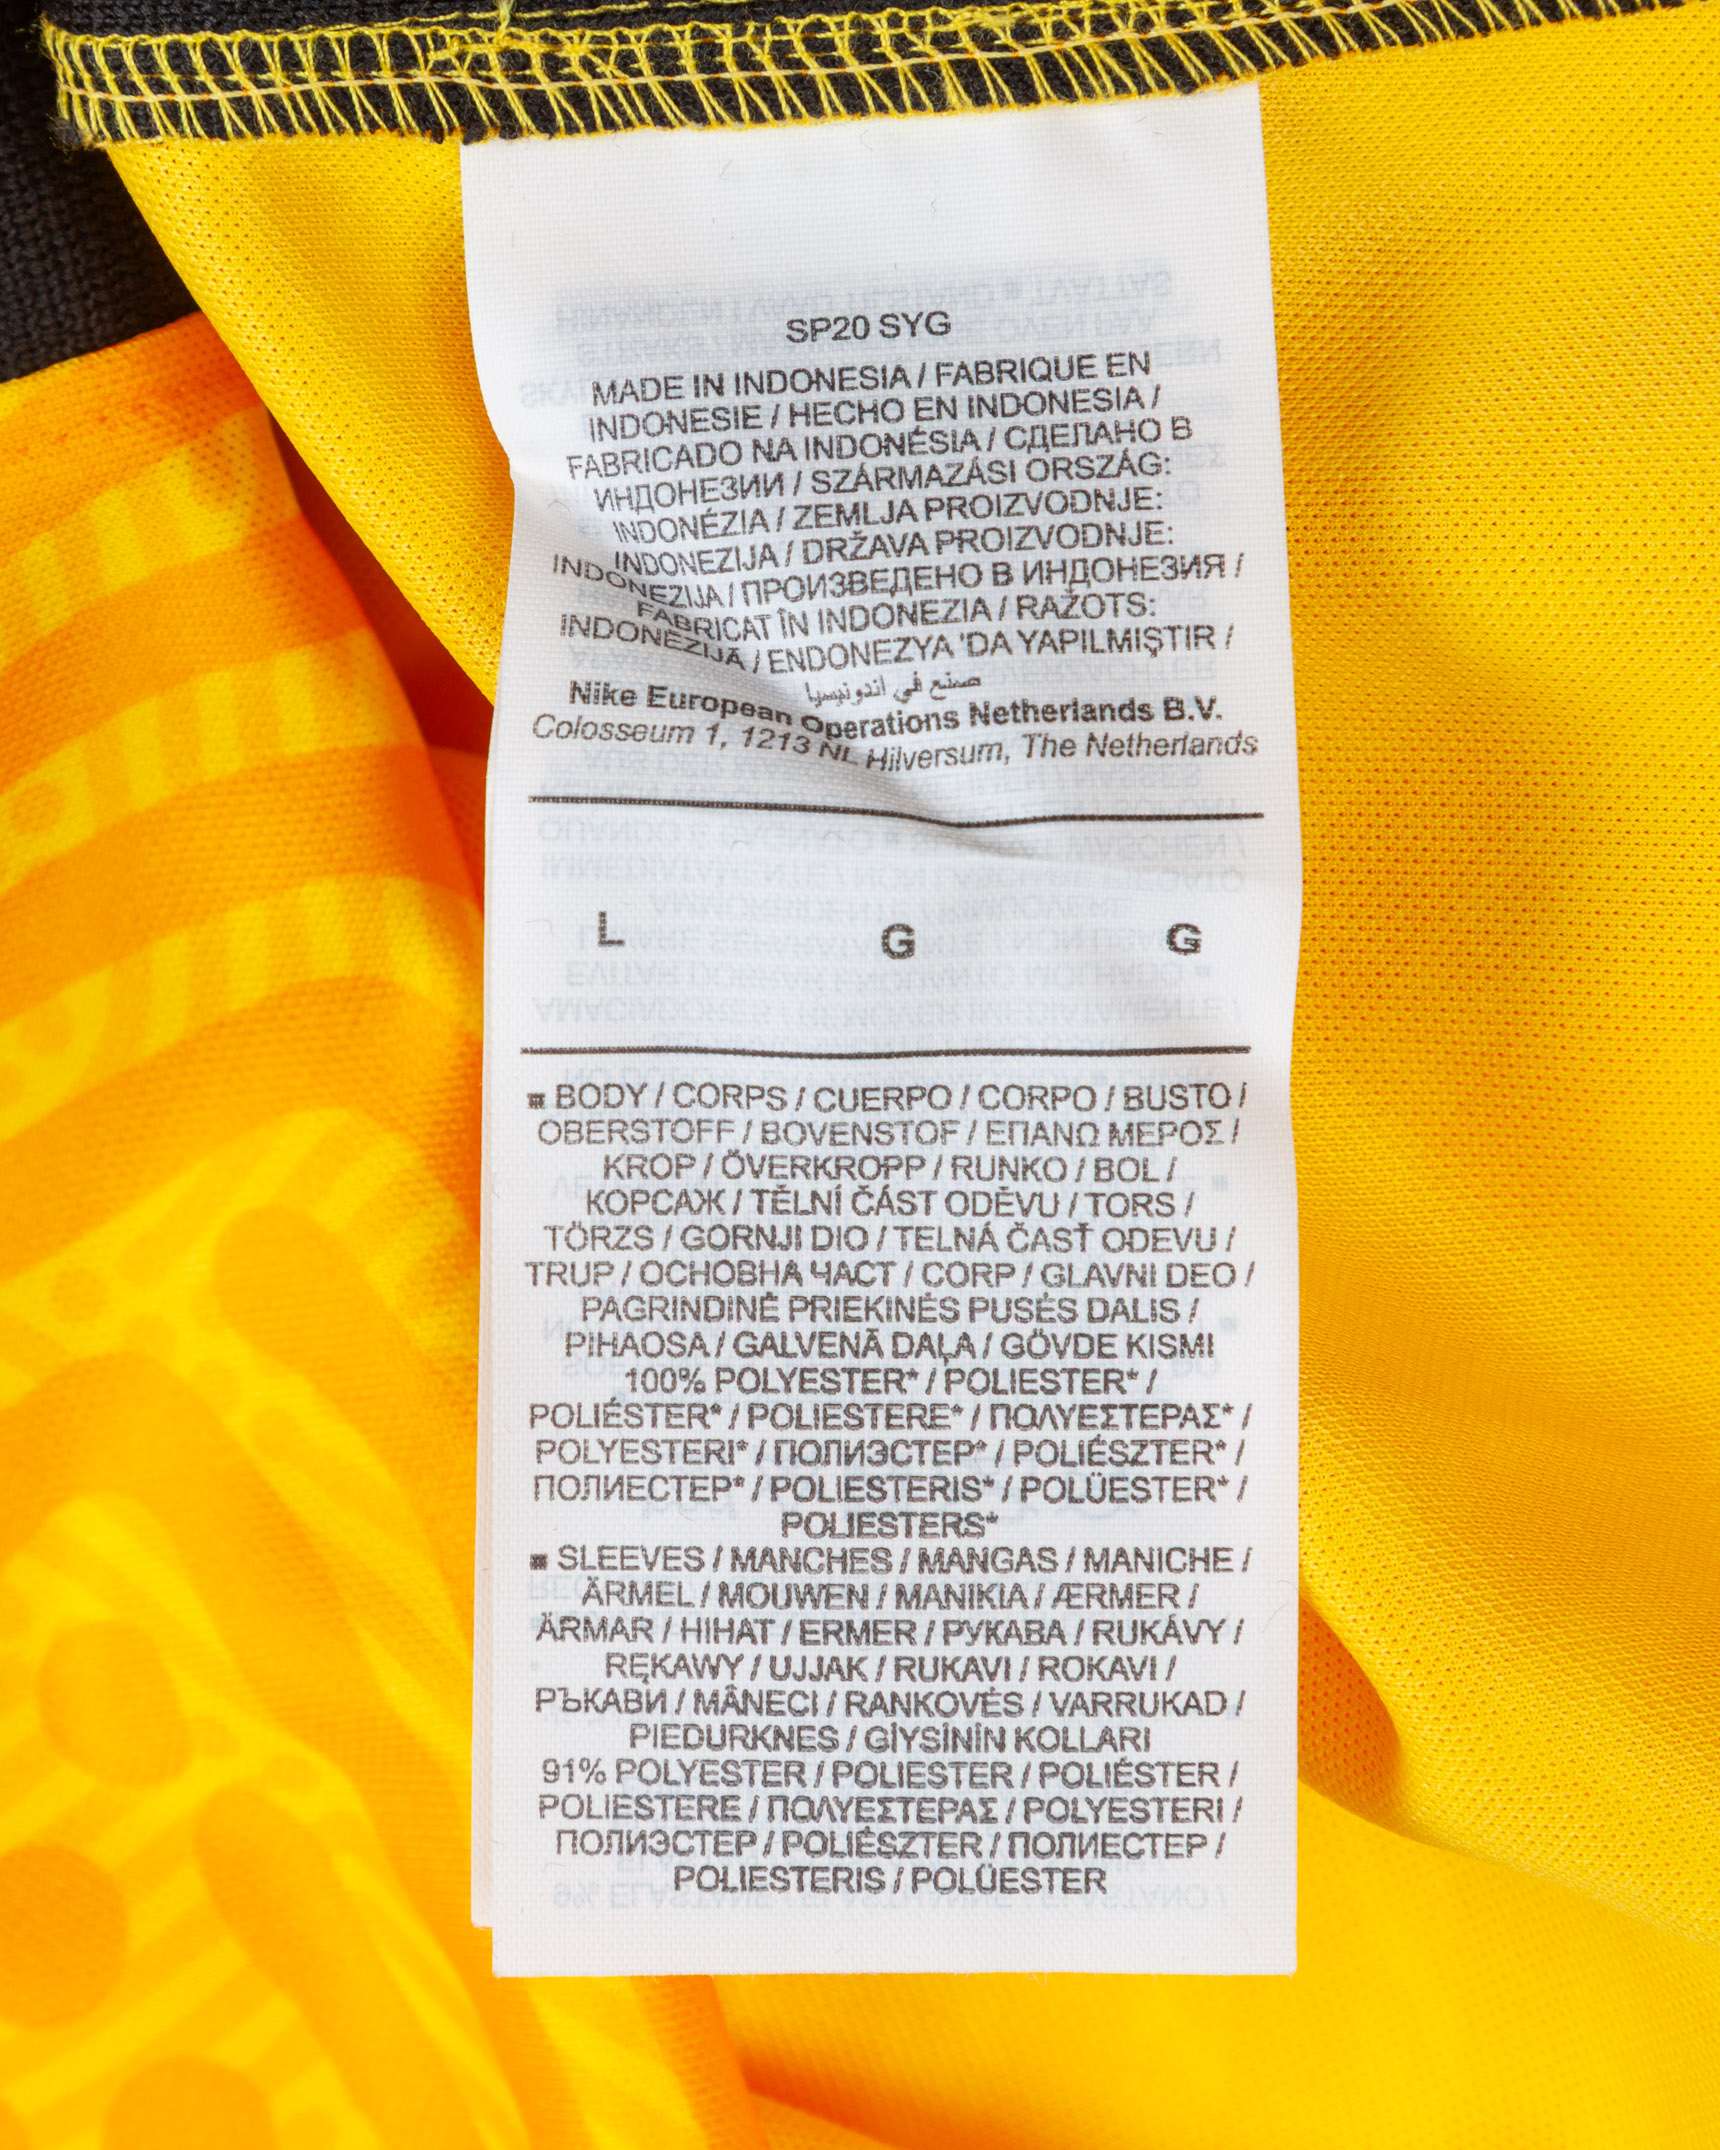 SP20 SYG
MADE IN INDONESIA / FABRIQUE EN
INDONESIE / HECHO EN INDONESIA /
FABRICADO NA INDONÉSIA / СДЕЛАНО В
ИНДОНЕЗИИ / SZÁRMAZÁSI ORSZÁG:
INDONÉZIA / ZEMLJA PROIZVODNJE:
INDONEZIJA / DRŽAVA PROIZVODNJE:
INDONEZIJA / ПРОИЗВЕДЕНО В ИНДОНЕЗИЯ /
FABRICAT ÎN INDONEZIA / RAŽOTS:
INDONĒZIJĀ / ENDONEZYA 'DA YAPILMIŞTIR /
صنع في اندونيسيا
Nike European Operations Netherlands B.V.
Colosseum 1, 1213 NL Hilversum, The Netherlands
L G G
■ BODY / CORPS / CUERPO / CORPO / BUSTO /
OBERSTOFF / BOVENSTOF / ΕΠΑΝΩ ΜΕΡΟΣ /
KROP / ÖVERKROPP / RUNKO / BOL /
КОРСАЖ / TĚLNÍ ČÁST ODĚVU / TORS /
TÖRZS / GORNJI DIO / TELNÁ ČASŤ ODEVU /
TRUP / ОСНОВНА ЧАСТ / CORP / GLAVNI DEO /
PAGRINDINĖ PRIEKINĖS PUSĖS DALIS /
PIHAOSA / GALVENĀ DAĻA / GÖVDE KISMI
100% POLYESTER* / POLIESTER* /
POLIÉSTER* / POLIESTERE* / ΠΟΛΥΕΣΤΕΡΑΣ* /
POLYESTERI* / ПОЛИЭСТЕР* / POLIÉSZTER* /
ПОЛИЕСТЕР* / POLIESTERIS* / POLÜESTER* /
POLIESTERS*
■ SLEEVES / MANCHES / MANGAS / MANICHE /
ÄRMEL / MOUWEN / MANIKIA / ÆRMER /
ÄRMAR / HIHAT / ERMER / РУКАВА / RUKÁVY /
RĘKAWY / UJJAK / RUKAVI / ROKAVI /
РЪКАВИ / MÂNECI / RANKOVĖS / VARRUKAD /
PIEDURKNES / GİYSİNİN KOLLARI
91% POLYESTER / POLIESTER / POLIÉSTER /
POLIESTERE / ΠΟΛΥΕΣΤΕΡΑΣ / POLYESTERI /
ПОЛИЭСТЕР / POLIÉSZTER / ПОЛИЕСТЕР /
POLIESTERIS / POLÜESTER